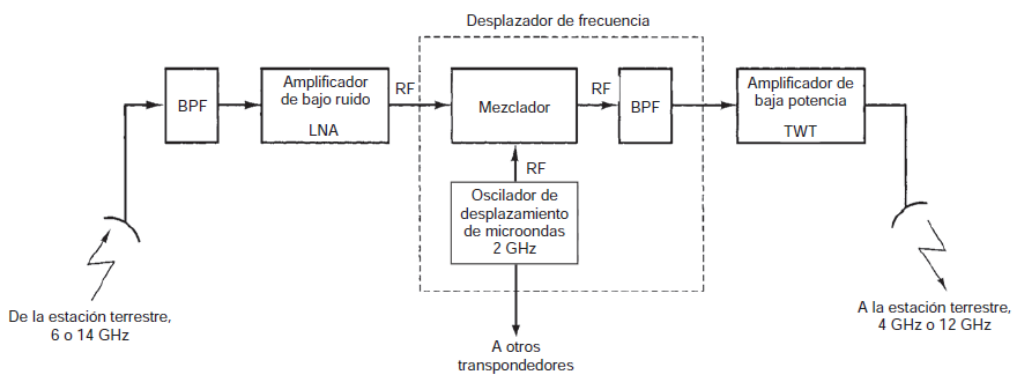 Desplazador de frecuencia
BPF
Amplificador
de bajo ruido
LNA
RF
Mezclador
RF
BPF
Amplificador de
baja potencia
TWT
RF
Oscilador de
desplazamiento
de microondas
2 GHz
De la estación terrestre,
6 o 14 GHz
A la estación terrestre,
4 GHz o 12 GHz
A otros
transpondedores